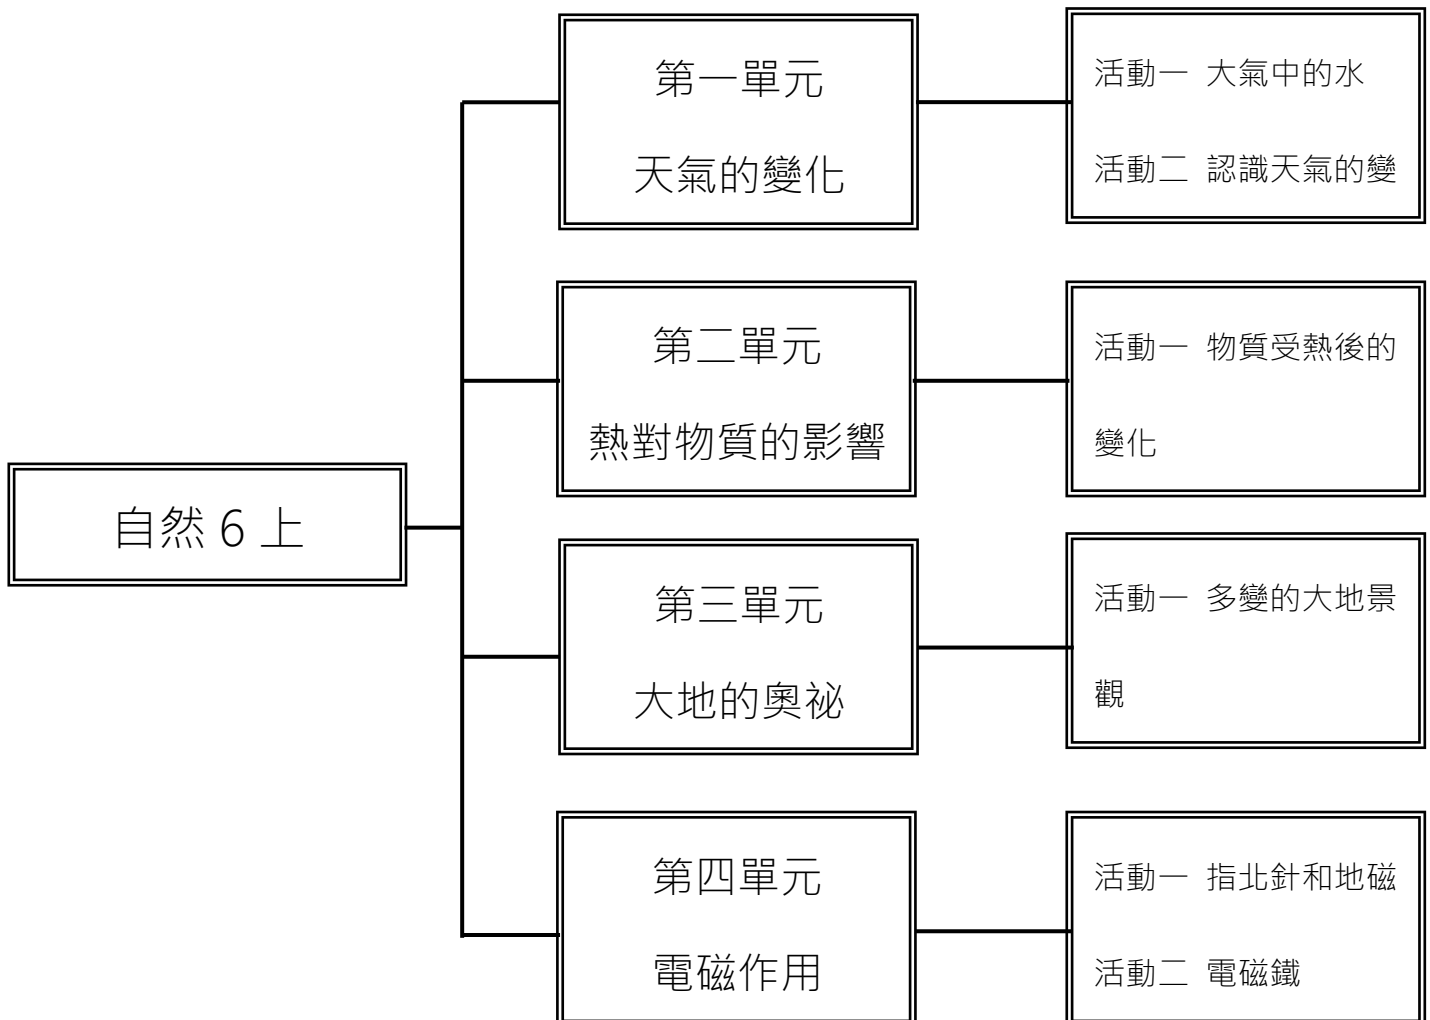 自然 6 上
第一單元
天氣的變化
活動一 大氣中的水
活動二 認識天氣的變
第二單元
熱對物質的影響
活動一 物質受熱後的
變化
第三單元
大地的奧祕
活動一 多變的大地景
觀
第四單元
電磁作用
活動一 指北針和地磁
活動二 電磁鐵